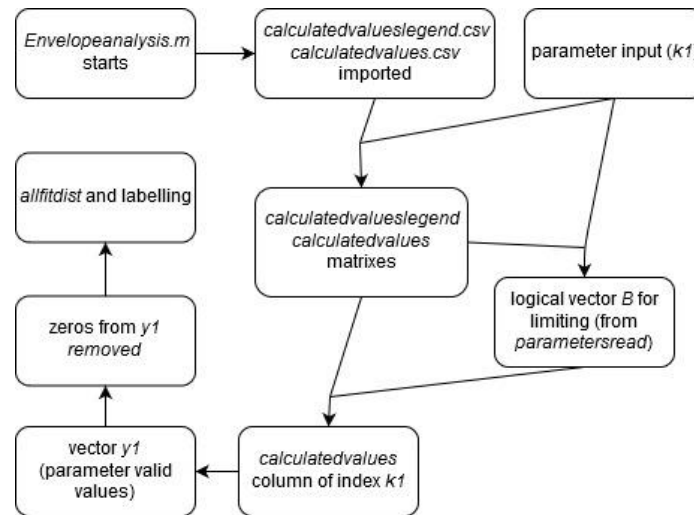 Envelopeanalysis.m
starts
calculatedvalueslegend.csv
calculatedvalues.csv
imported
parameter input (k1)
allfitdist and labelling
calculatedvalueslegend
calculatedvalues
matrixes
zeros from y1
removed
logical vector B for
limiting (from
parametersread)
vector y1
(parameter valid
values)
calculatedvalues
column of index k1